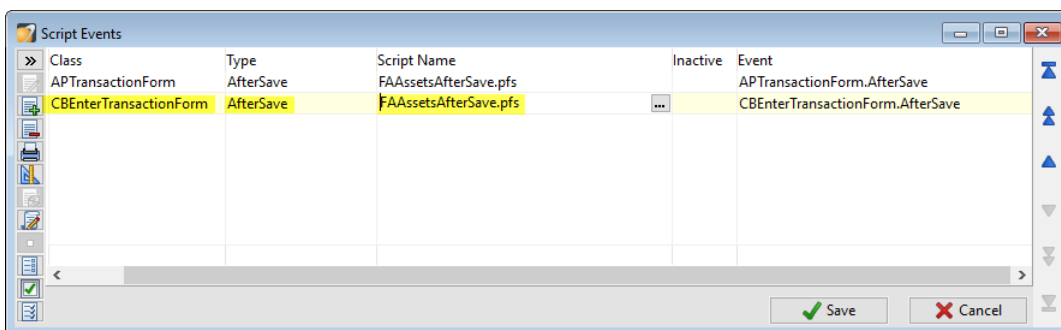 Script Events
Class Type Script Name Inactive Event
APTransactionForm AfterSave FAAssetsAfterSave.pfs APTransactionForm.AfterSave
CBEnterTransactionForm AfterSave FAAssetsAfterSave.pfs ... CBEnterTransactionForm.AfterSave
Save Cancel